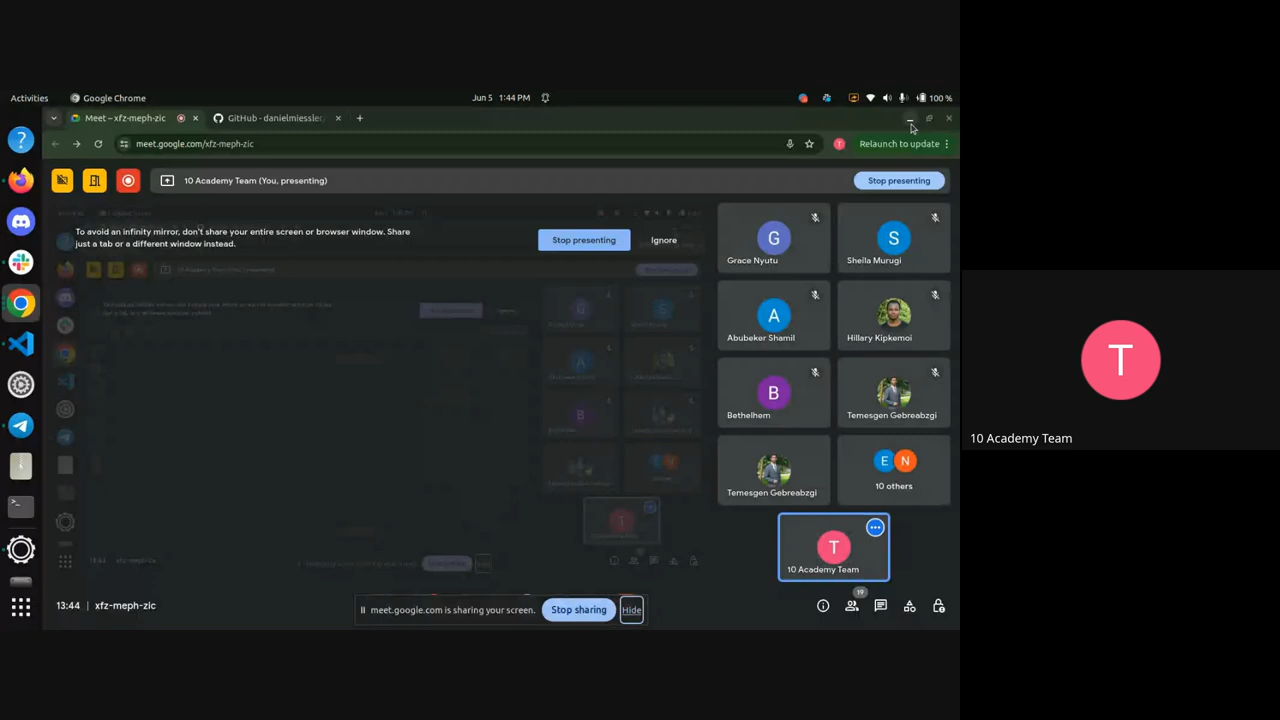 Activities
Google Chrome
Jun 5 1:44 PM
100 %
Meet – xfz-meph-zic
GitHub - danielmiessler
meet.google.com/xfz-meph-zic
Relaunch to update
10 Academy Team (You, presenting)
Stop presenting
To avoid an infinity mirror, don't share your entire screen or browser window. Share
just a tab or a different window instead.
Stop presenting
Ignore
G
Grace Nyutu
S
Sheila Murugi
A
Abubeker Shamil
Hillary Kipkemoi
B
Bethelhem
Temesgen Gebreabzgi
Temesgen Gebreabzgi
E N
10 others
T
10 Academy Team
T
10 Academy Team
13:44 | xfz-meph-zic
meet.google.com is sharing your screen.
Stop sharing
Hide
19